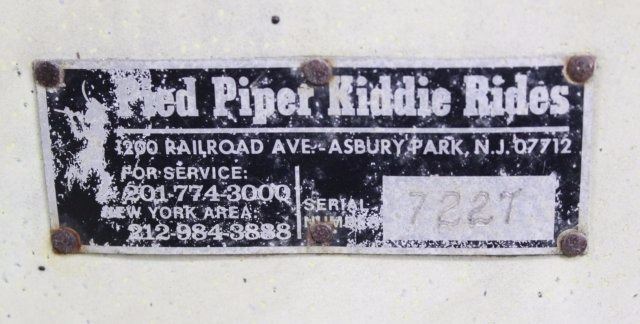 Pied Piper Kiddie Rides
1200 RAILROAD AVE.-ASBURY PARK, N.J. 07712
FOR SERVICE:
201-774-3000
NEW YORK AREA:
212-984-3888
SERIAL
NUMBER
7227